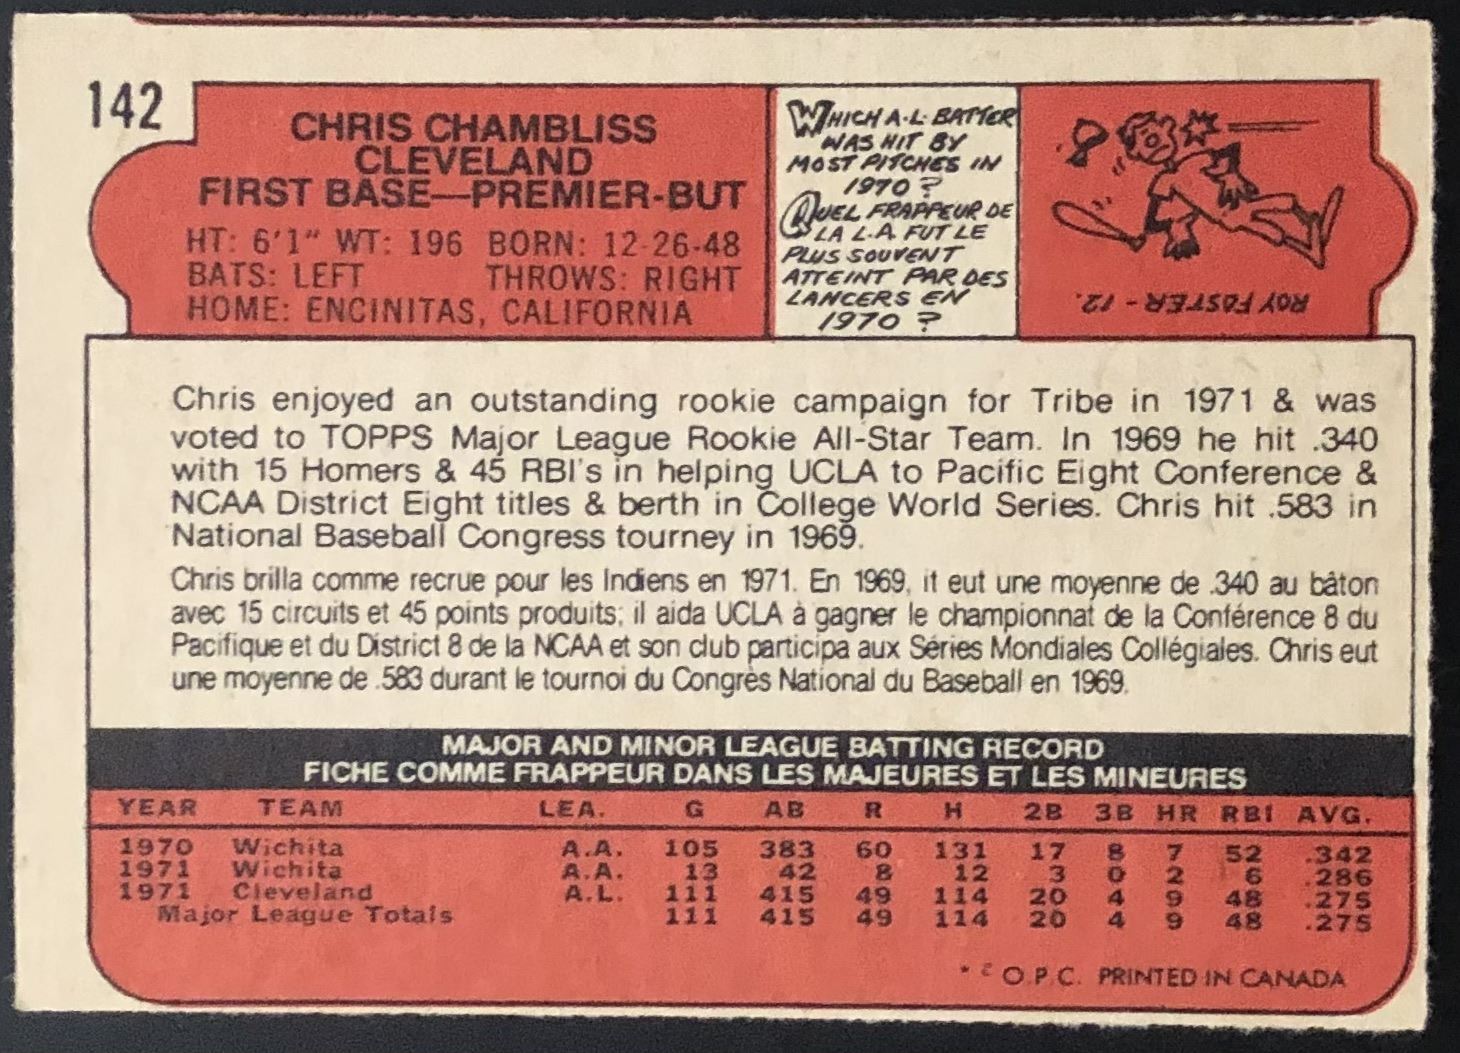 142
CHRIS CHAMBLISS
CLEVELAND
FIRST BASE—PREMIER-BUT
HT: 6'1" WT: 196 BORN: 12-26-48
BATS: LEFT THROWS: RIGHT
HOME: ENCINITAS, CALIFORNIA
WHICH A.L. BATTER
WAS HIT BY
MOST PITCHES IN
1970?
QUEL FRAPPEUR DE
LA L.A. FUT LE
PLUS SOUVENT
ATTEINT PAR DES
LANCERS EN
1970?
ROY FOSTER - 12.
Chris enjoyed an outstanding rookie campaign for Tribe in 1971 & was
voted to TOPPS Major League Rookie All-Star Team. In 1969 he hit .340
with 15 Homers & 45 RBI's in helping UCLA to Pacific Eight Conference &
NCAA District Eight titles & berth in College World Series. Chris hit .583 in
National Baseball Congress tourney in 1969.
Chris brilla comme recrue pour les Indiens en 1971. En 1969, it eut une moyenne de .340 au bâton
avec 15 circuits et 45 points produits; il aida UCLA à gagner le championnat de la Conférence 8 du
Pacifique et du District 8 de la NCAA et son club participa aux Séries Mondiales Collégiales. Chris eut
une moyenne de .583 durant le tournoi du Congrès National du Baseball en 1969.
MAJOR AND MINOR LEAGUE BATTING RECORD
FICHE COMME FRAPPEUR DANS LES MAJEURES ET LES MINEURES
YEAR TEAM LEA. G AB R H 2B 3B HR RBI AVG.
1970 Wichita A.A. 105 383 60 131 17 8 7 52 .342
1971 Wichita A.A. 13 42 8 12 3 0 2 6 .286
1971 Cleveland A.L. 111 415 49 114 20 4 9 48 .275
Major League Totals 111 415 49 114 20 4 9 48 .275
* © O.P.C. PRINTED IN CANADA